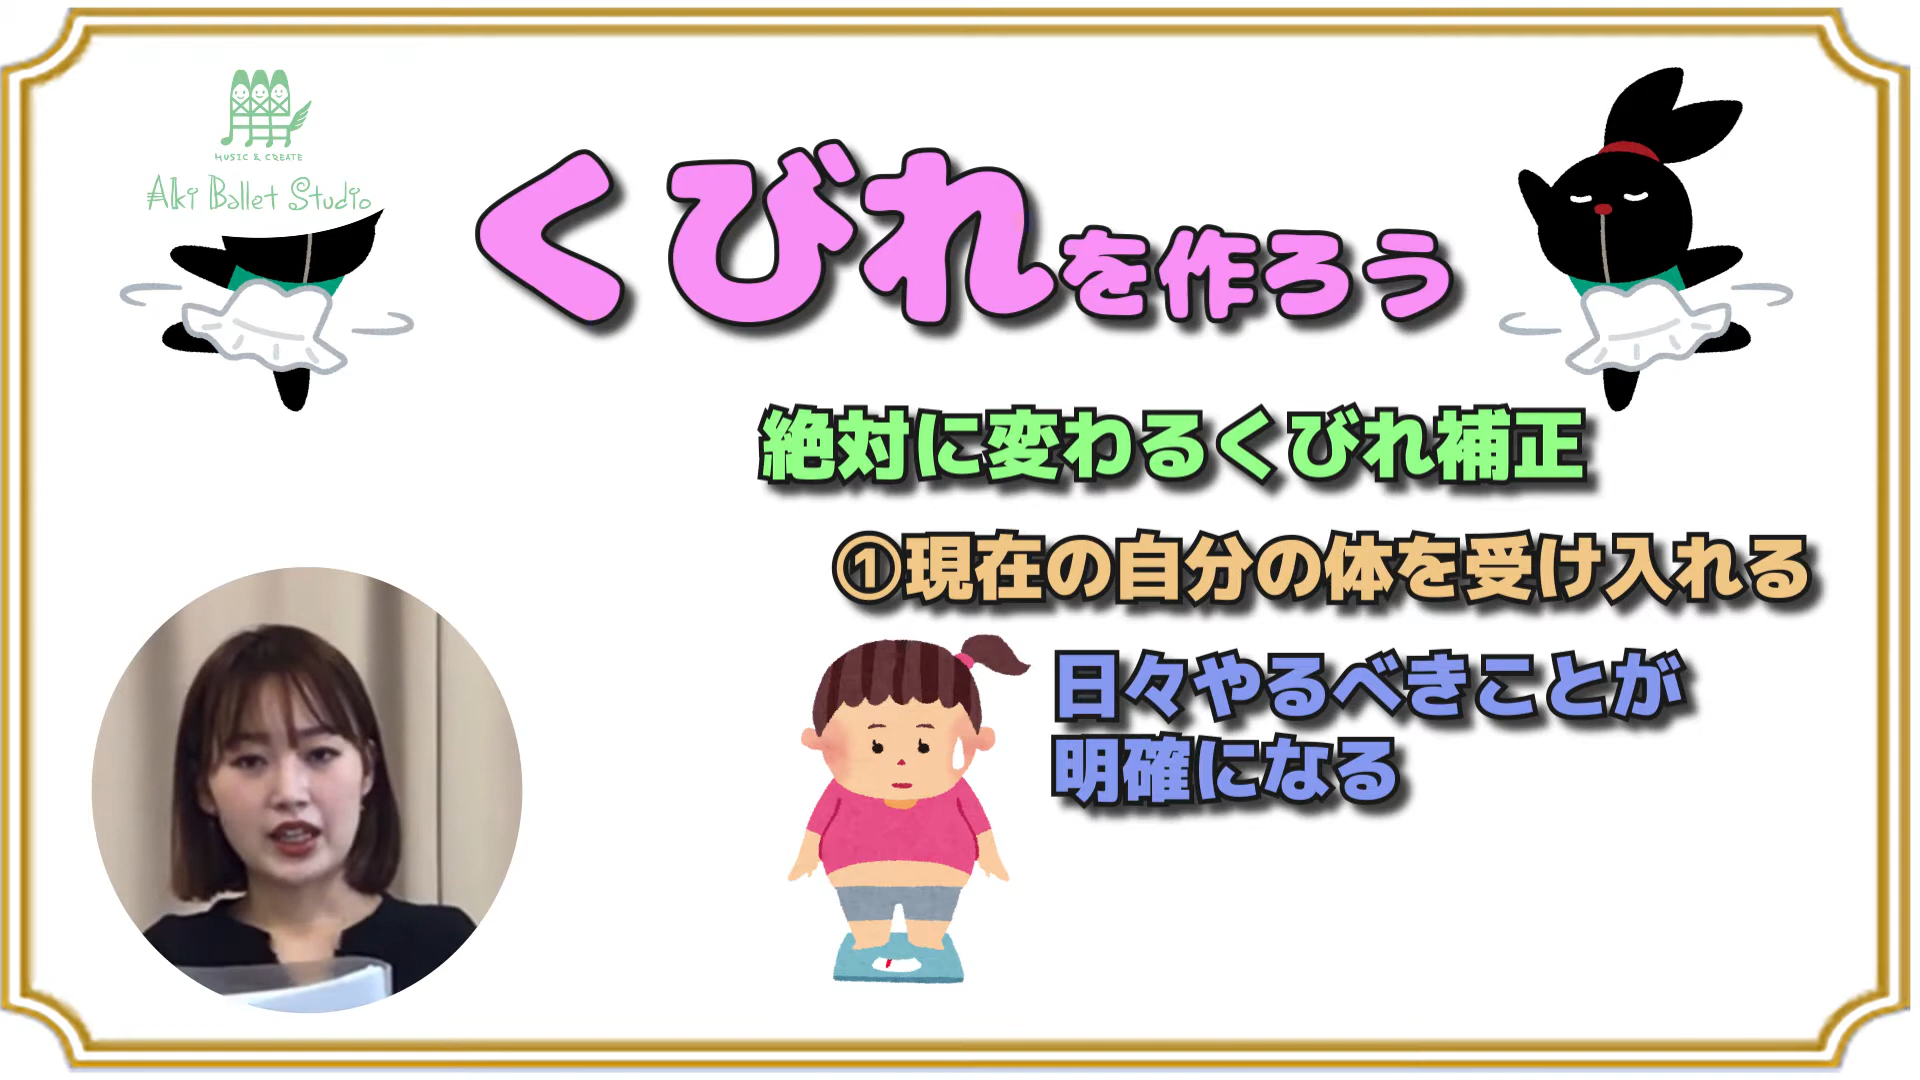 MUSIC & CREATE
Aki Ballet Studio
くびれを作ろう
絶対に変わるくびれ補正
①現在の自分の体を受け入れる
日々やるべきことが
明確になる